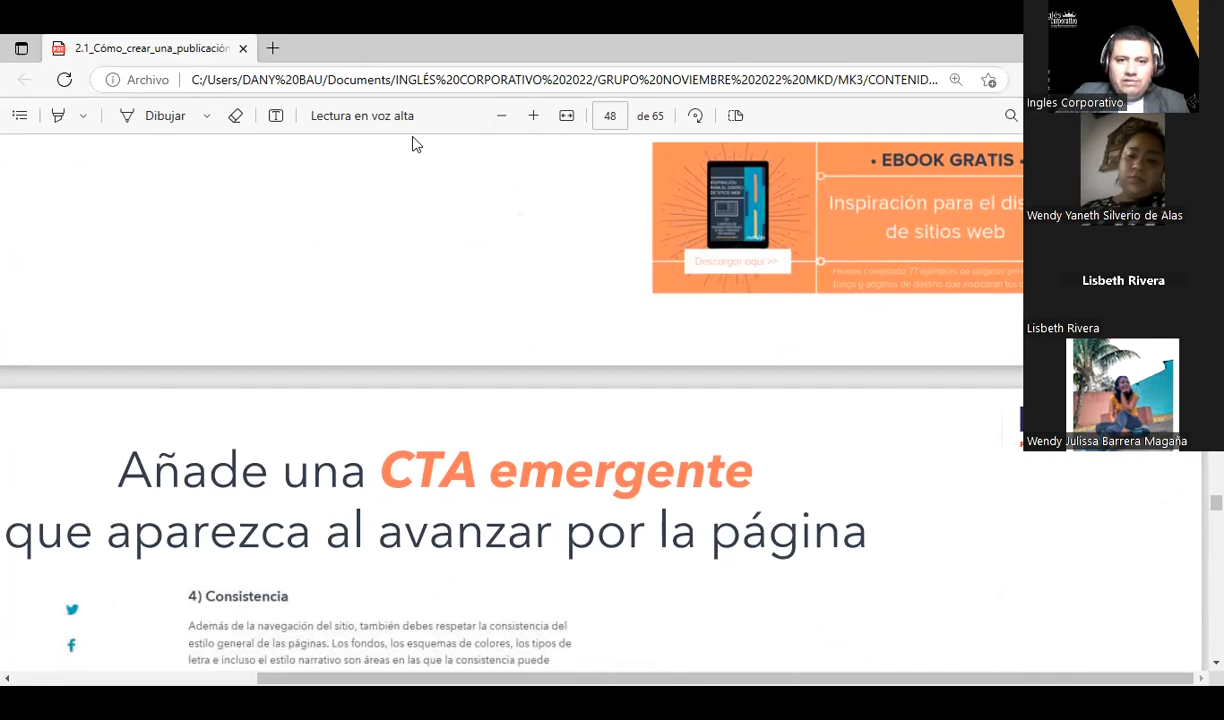 2.1_Cómo_crear_una_publicación
Archivo
C:/Users/DANY%20BAU/Documents/INGLÉS%20CORPORATIVO%202022/GRUPO%20NOVIEMBRE%202022%20MKD/MK3/CONTENID...
Dibujar
Lectura en voz alta
48
de 65
• EBOOK GRATIS •
Inspiración para el dis
de sitios web
Descargar aquí >>
Añade una CTA emergente
que aparezca al avanzar por la página
4) Consistencia
Además de la navegación del sitio, también debes respetar la consistencia del
estilo general de las páginas. Los fondos, los esquemas de colores, los tipos de
letra e incluso el estilo narrativo son áreas en las que la consistencia puede
Ingles Corporativo
Wendy Yaneth Silverio de Alas
Lisbeth Rivera
Lisbeth Rivera
Wendy Julissa Barrera Magaña